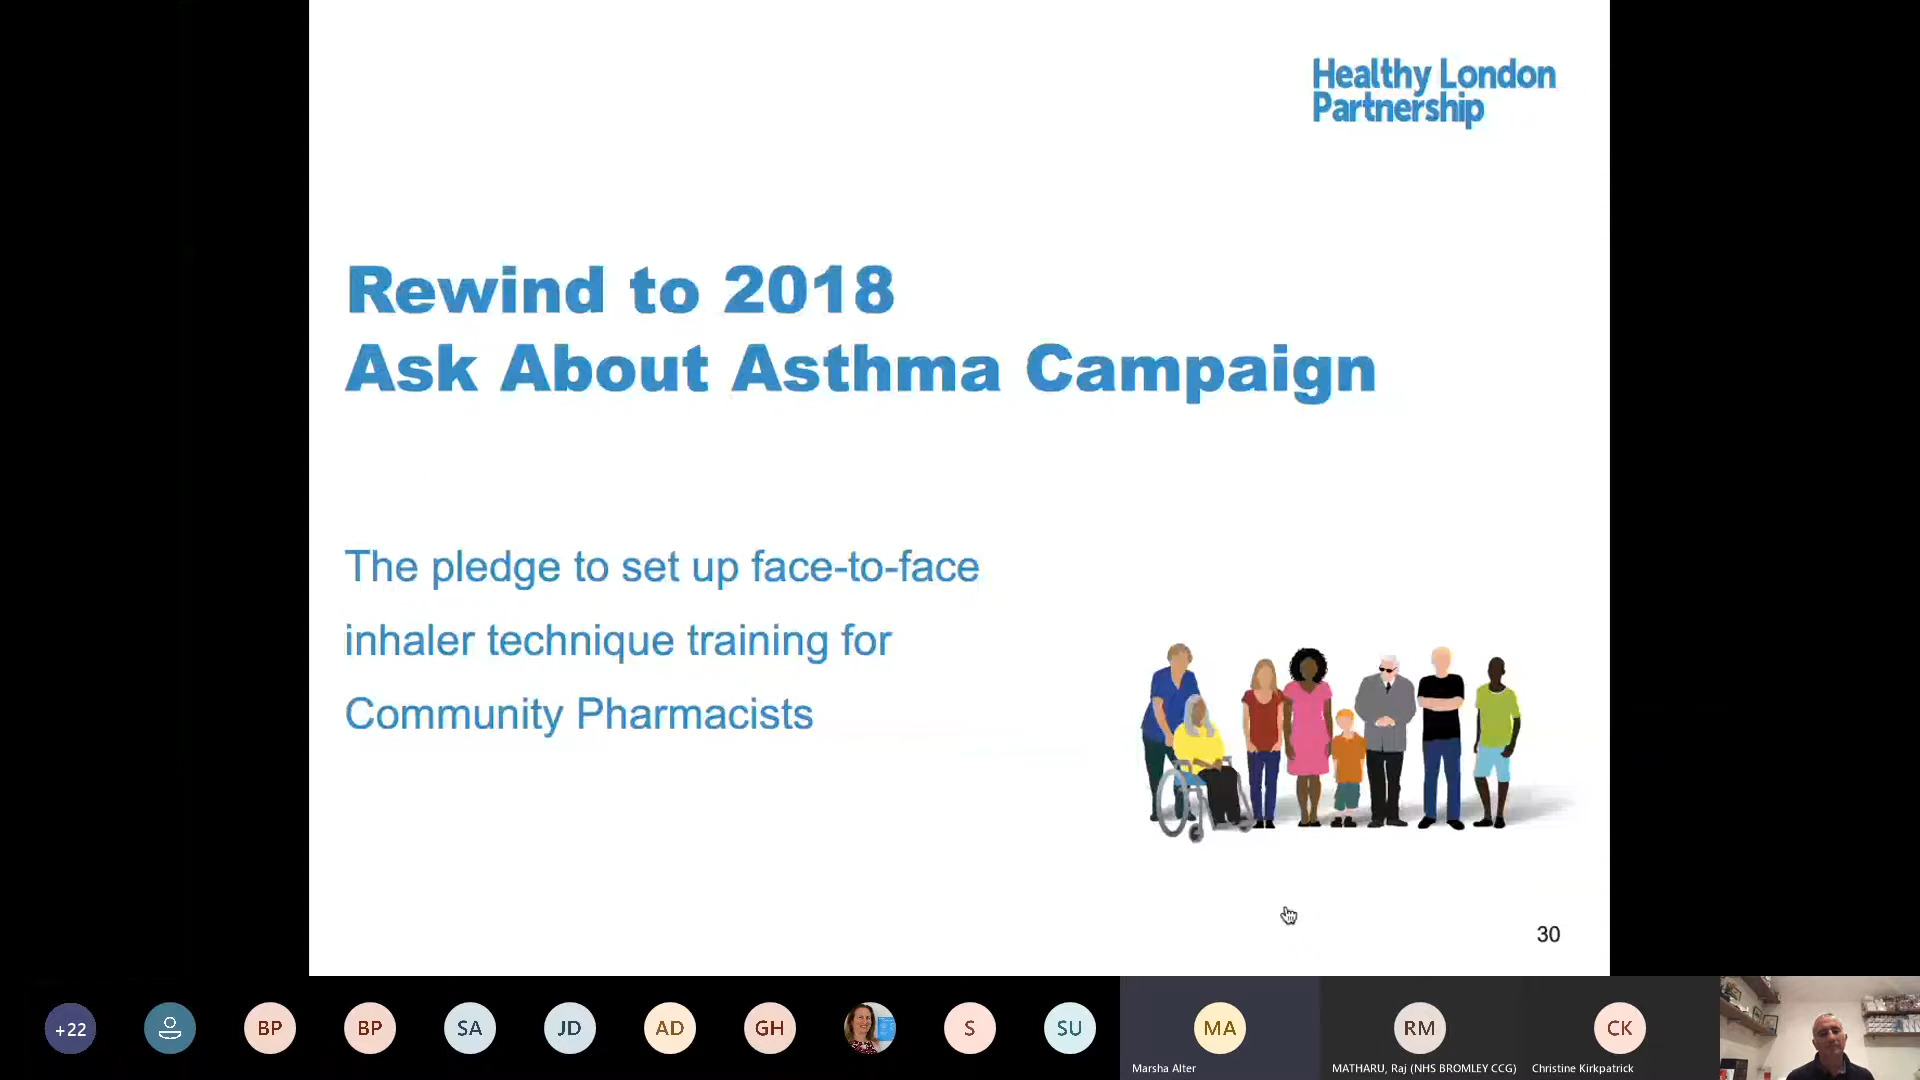 Healthy London
Partnership
Rewind to 2018
Ask About Asthma Campaign
The pledge to set up face-to-face
inhaler technique training for
Community Pharmacists
30
+22
BP
BP
SA
JD
AD
GH
S
SU
MA
RM
CK
Marsha Alter
MATHARU, Raj (NHS BROMLEY CCG)
Christine Kirkpatrick